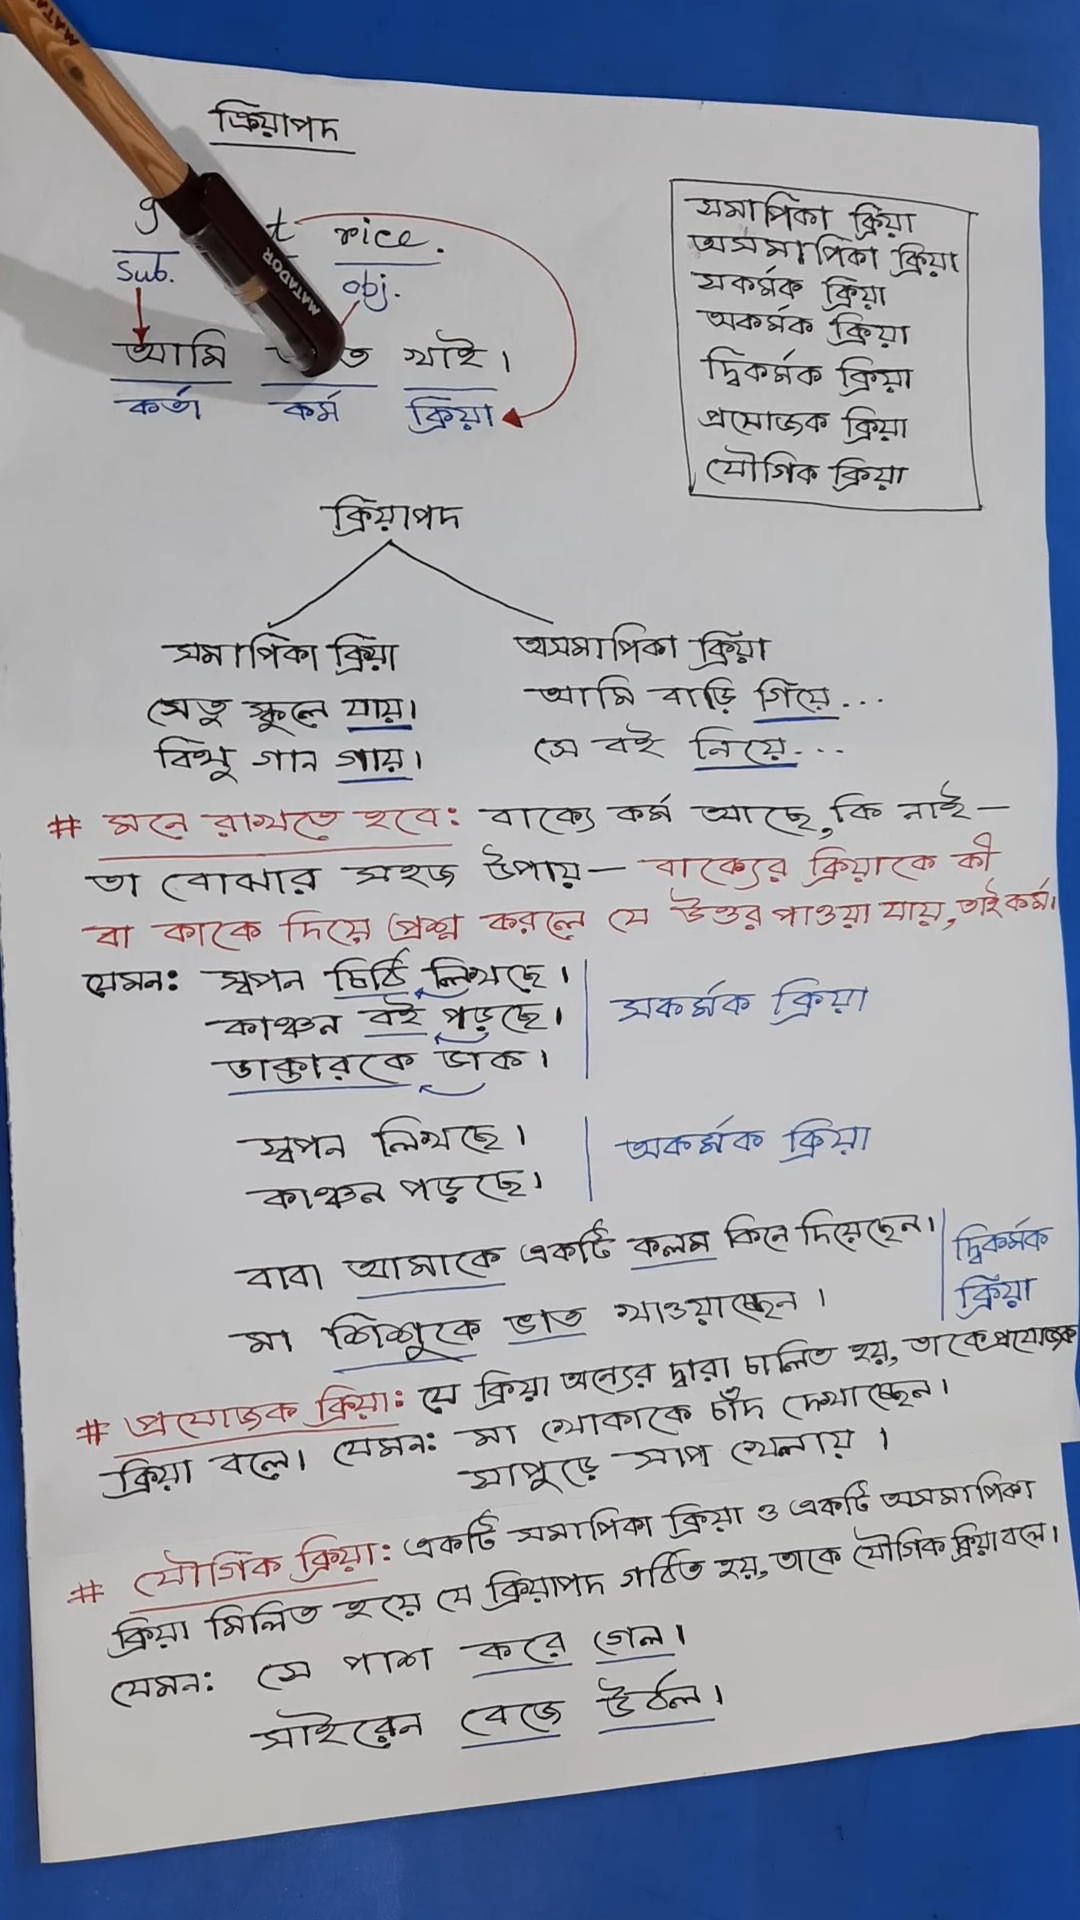 ক্রিয়াপদ
rice.
sub. obj.
আমি খাই।
কর্তা কর্ম ক্রিয়া
MATADOR
সমাপিকা ক্রিয়া
অসমাপিকা ক্রিয়া
সকর্মক ক্রিয়া
অকর্মক ক্রিয়া
দ্বিকর্মক ক্রিয়া
প্রযোজক ক্রিয়া
যৌগিক ক্রিয়া
ক্রিয়াপদ
সমাপিকা ক্রিয়া অসমাপিকা ক্রিয়া
সেতু স্কুলে যায়। আমি বাড়ি গিয়ে...
বিথু গান গায়। সে বই নিয়ে...
# মনে রাখতে হবে: বাক্যে কর্ম আছে, কি নাই—
তা বোঝার সহজ উপায়— বাক্যের ক্রিয়াকে কী
বা কাকে দিয়ে প্রশ্ন করলে যে উত্তর পাওয়া যায়, তাই কর্ম।
যেমন: স্বপন চিঠি লিখছে।
কাঞ্চন বই পড়ছে। সকর্মক ক্রিয়া
ডাক্তারকে ডাক।
স্বপন লিখছে। অকর্মক ক্রিয়া
কাঞ্চন পড়ছে।
বাবা আমাকে একটি কলম কিনে দিয়েছেন। দ্বিকর্মক
মা শিশুকে ভাত খাওয়াচ্ছেন। ক্রিয়া
# প্রযোজক ক্রিয়া: যে ক্রিয়া অন্যের দ্বারা চালিত হয়, তাকে প্রযোজক
ক্রিয়া বলে। যেমন: মা খোকাকে চাঁদ দেখাচ্ছেন।
সাপুড়ে সাপ খেলায়।
# যৌগিক ক্রিয়া: একটি সমাপিকা ক্রিয়া ও একটি অসমাপিকা
ক্রিয়া মিলিত হয়ে যে ক্রিয়াপদ গঠিত হয়, তাকে যৌগিক ক্রিয়া বলে।
যেমন: সে পাশ করে গেল।
সাইরেন বেজে উঠল।